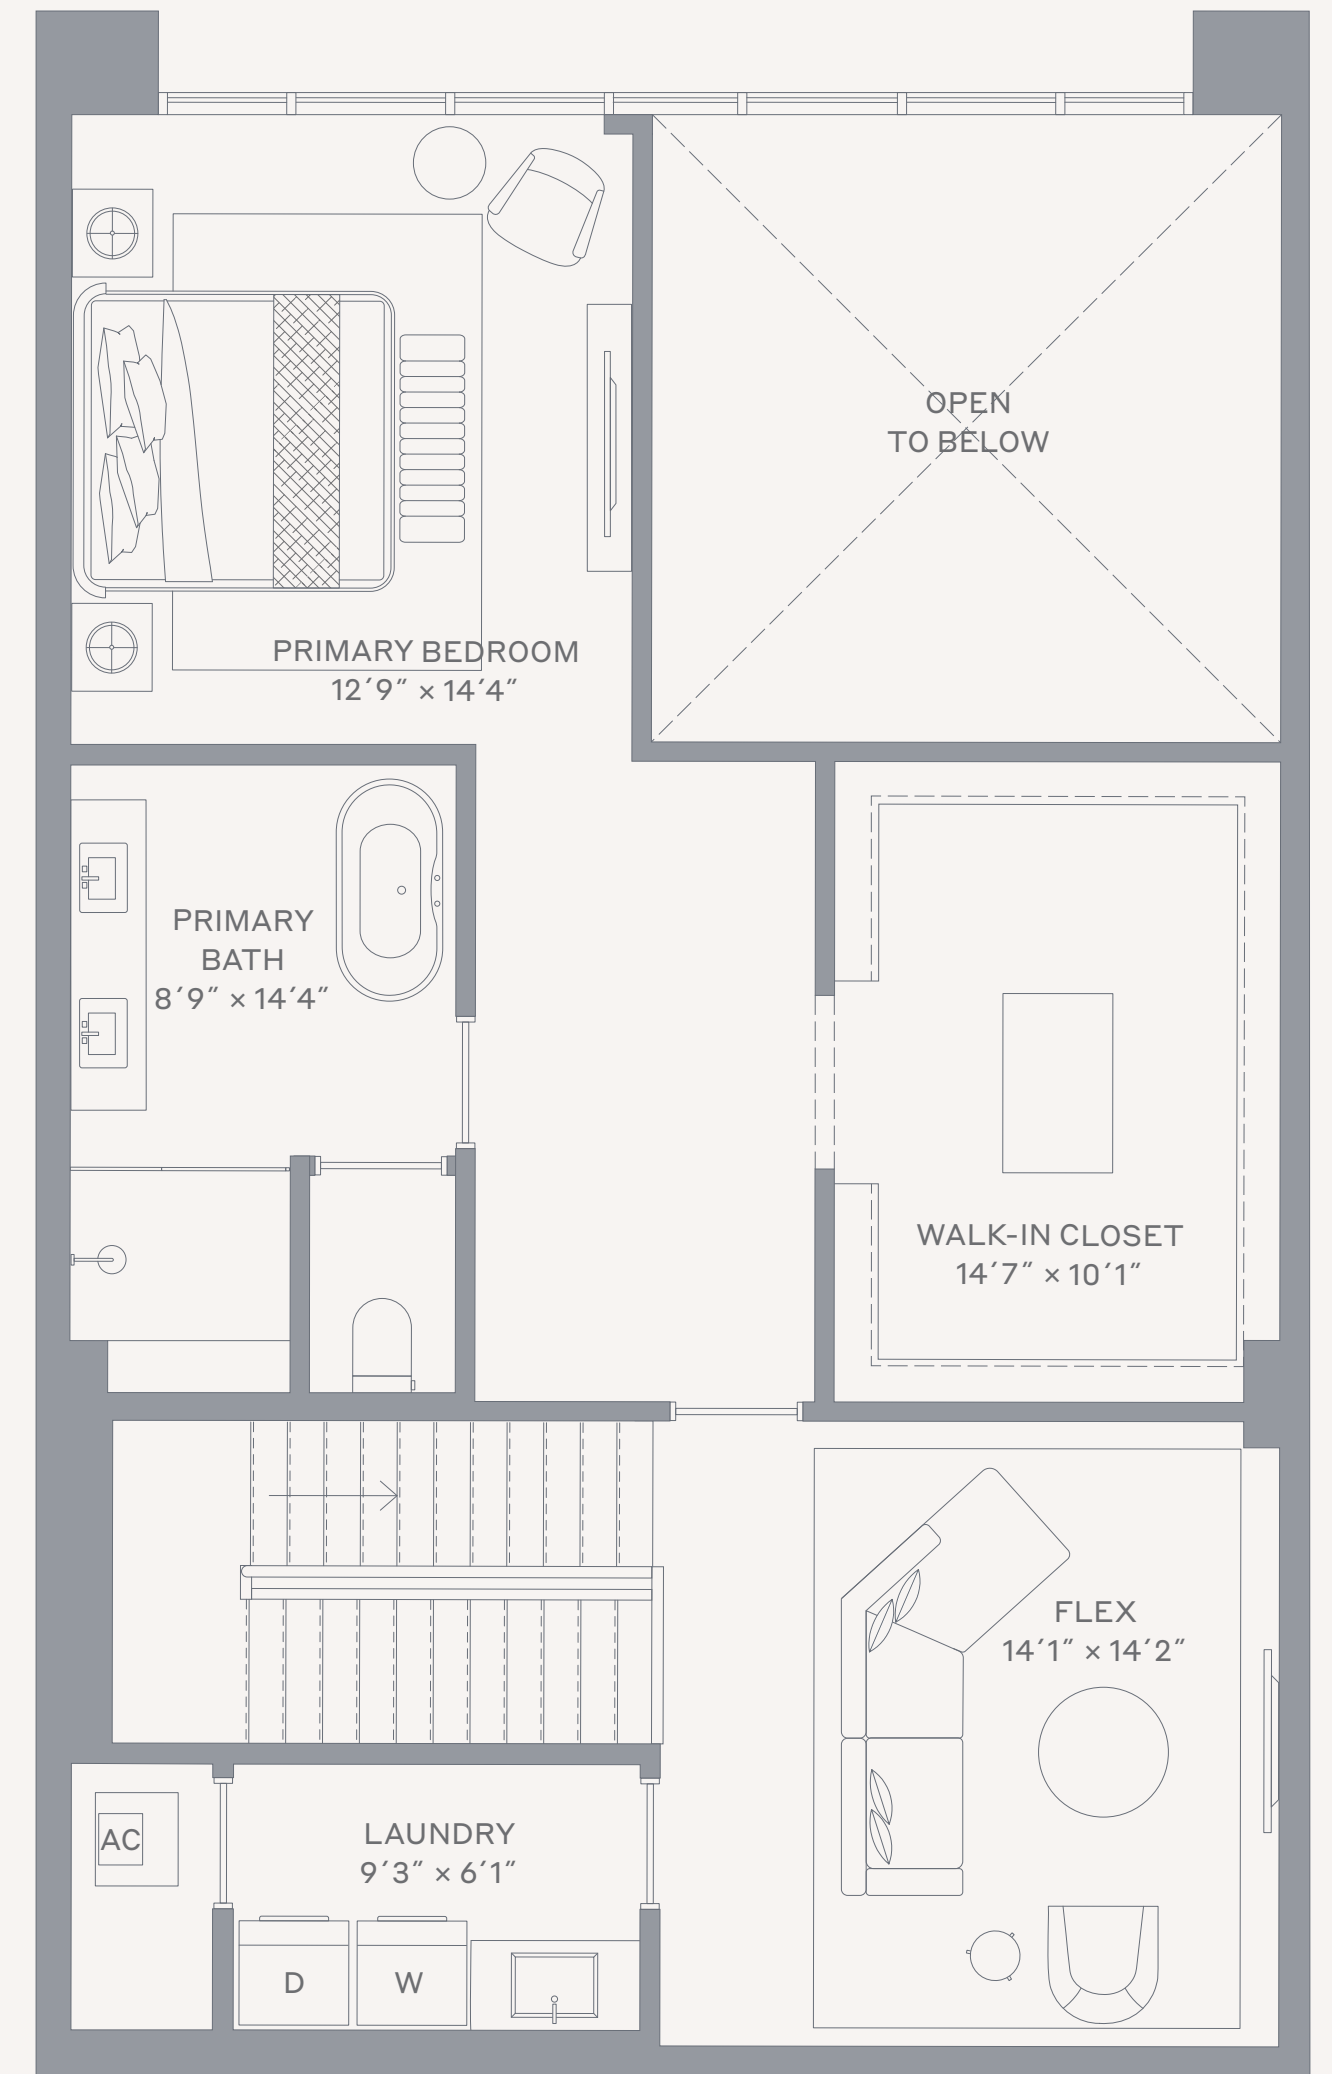 OPEN
TO BELOW
PRIMARY BEDROOM
12´9˝ × 14´4˝
PRIMARY
BATH
8´9˝ × 14´4˝
WALK-IN CLOSET
14´7˝ × 10´1˝
FLEX
14´1˝ × 14´2˝
LAUNDRY
9´3˝ × 6´1˝
AC
D
W